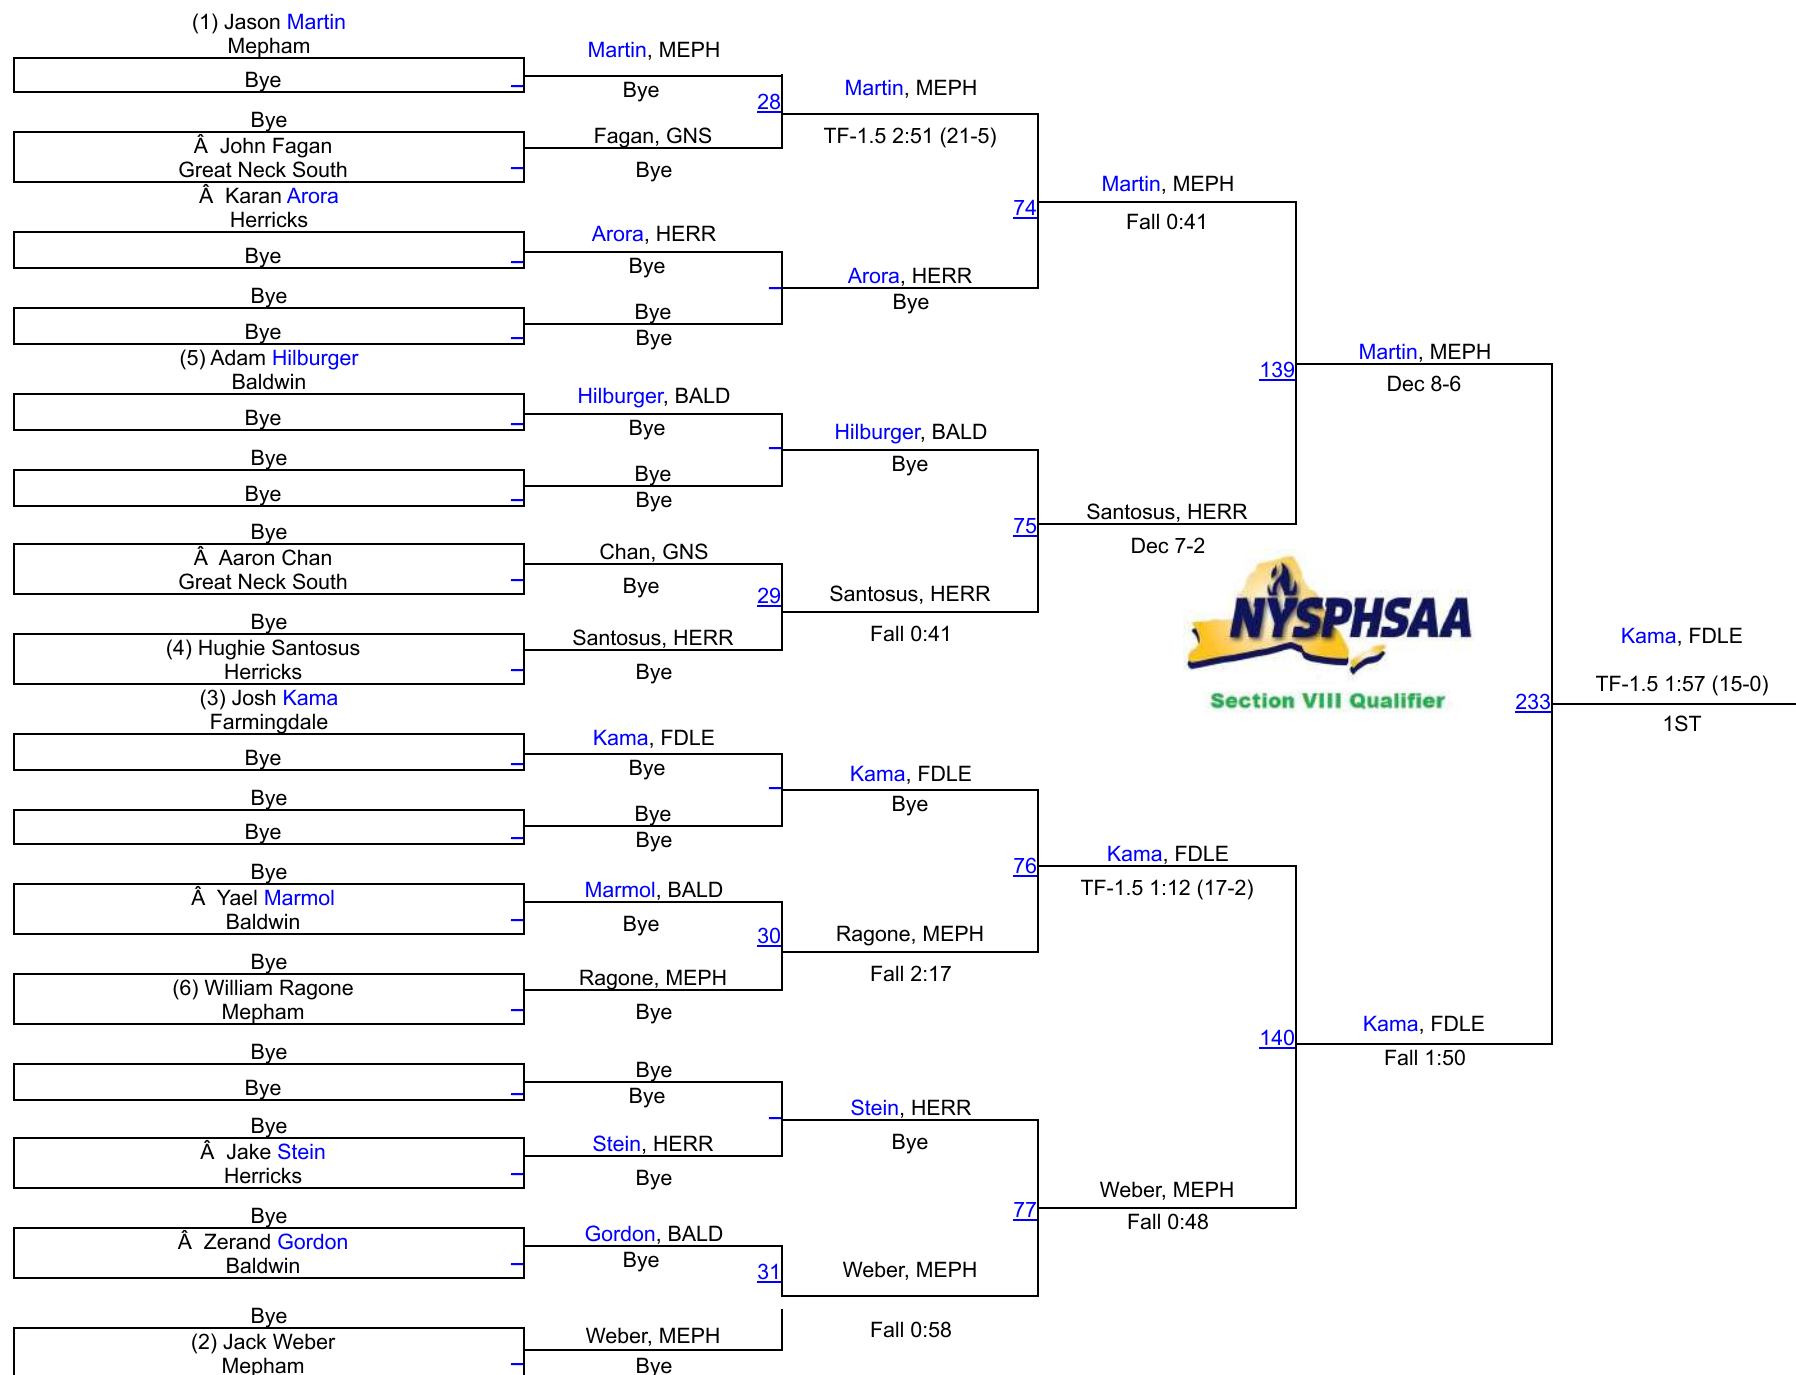 (1) Jason Martin
Mepham
Bye
Bye
Â John Fagan
Great Neck South
Â Karan Arora
Herricks
Bye
Bye
Bye
(5) Adam Hilburger
Baldwin
Bye
Bye
Bye
Bye
Â Aaron Chan
Great Neck South
Bye
(4) Hughie Santosus
Herricks
(3) Josh Kama
Farmingdale
Bye
Bye
Bye
Bye
Â Yael Marmol
Baldwin
Bye
(6) William Ragone
Mepham
Bye
Bye
Bye
Â Jake Stein
Herricks
Bye
Â Zerand Gordon
Baldwin
Bye
(2) Jack Weber
Mepham
Martin, MEPH
Bye
28
Fagan, GNS
Bye
Arora, HERR
Bye
Bye
Bye
Hilburger, BALD
Bye
Bye
Bye
Chan, GNS
Bye
29
Santosus, HERR
Bye
Kama, FDLE
Bye
Bye
Bye
Marmol, BALD
Bye
30
Ragone, MEPH
Bye
Bye
Bye
Stein, HERR
Bye
Gordon, BALD
Bye
31
Weber, MEPH
Bye
Martin, MEPH
TF-1.5 2:51 (21-5)
74
Arora, HERR
Bye
Hilburger, BALD
Bye
75
Santosus, HERR
Fall 0:41
Kama, FDLE
Bye
76
Ragone, MEPH
Fall 2:17
Stein, HERR
Bye
77
Weber, MEPH
Fall 0:58
Martin, MEPH
Fall 0:41
139
Santosus, HERR
Dec 7-2
NYSPHSAA
Section VIII Qualifier
Kama, FDLE
TF-1.5 1:12 (17-2)
140
Weber, MEPH
Fall 0:48
Martin, MEPH
Dec 8-6
233
Kama, FDLE
Fall 1:50
Kama, FDLE
TF-1.5 1:57 (15-0)
1ST